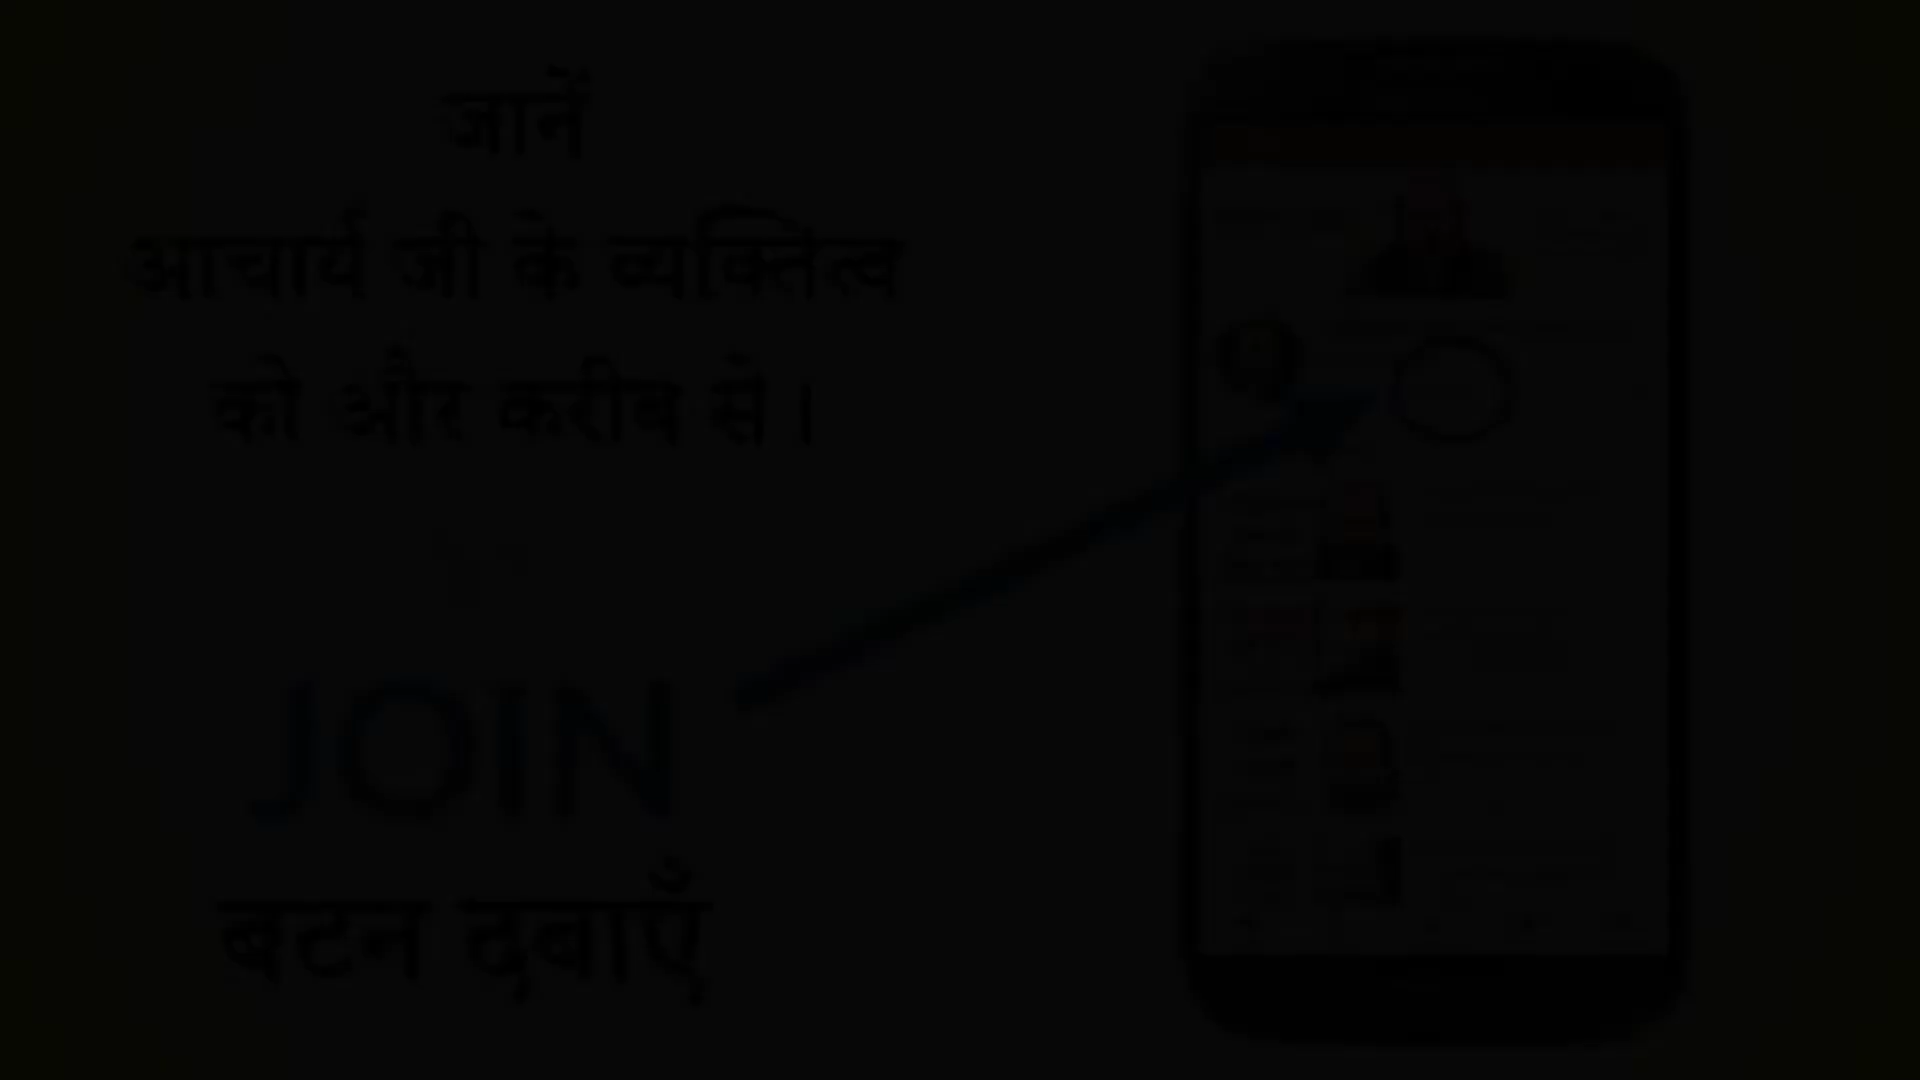 जानें
आचार्य जी के व्यक्तित्व
को और करीब से।
JOIN
बटन दबाएँ